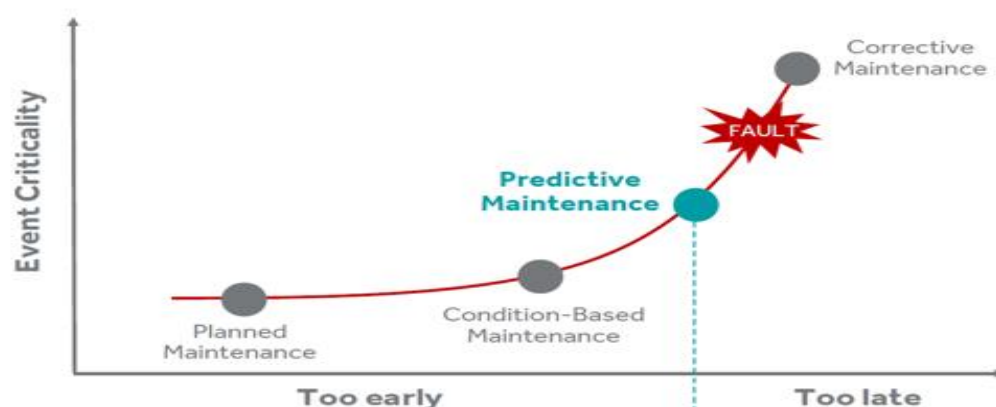 Event Criticality
Corrective
Maintenance
FAULT
Predictive
Maintenance
Condition-Based
Maintenance
Planned
Maintenance
Too early
Too late